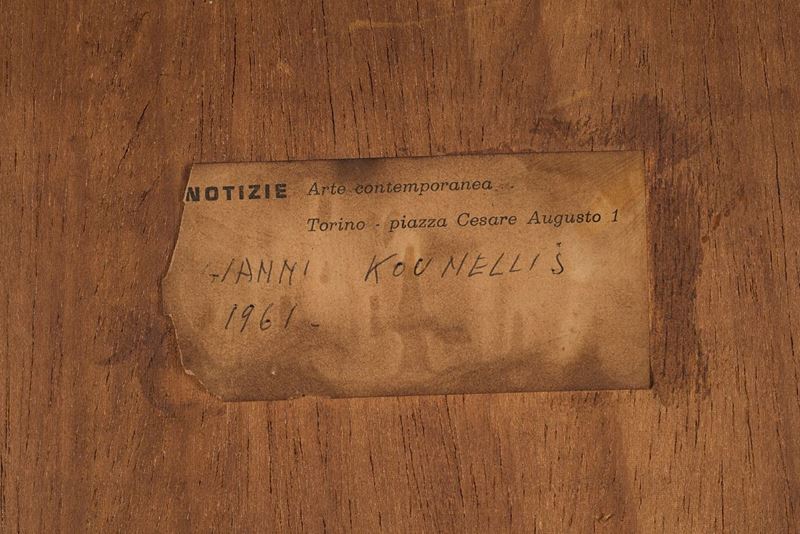 NOTIZIE Arte contemporanea
Torino - piazza Cesare Augusto 1
GIANNI KOUNELLIS
1961.